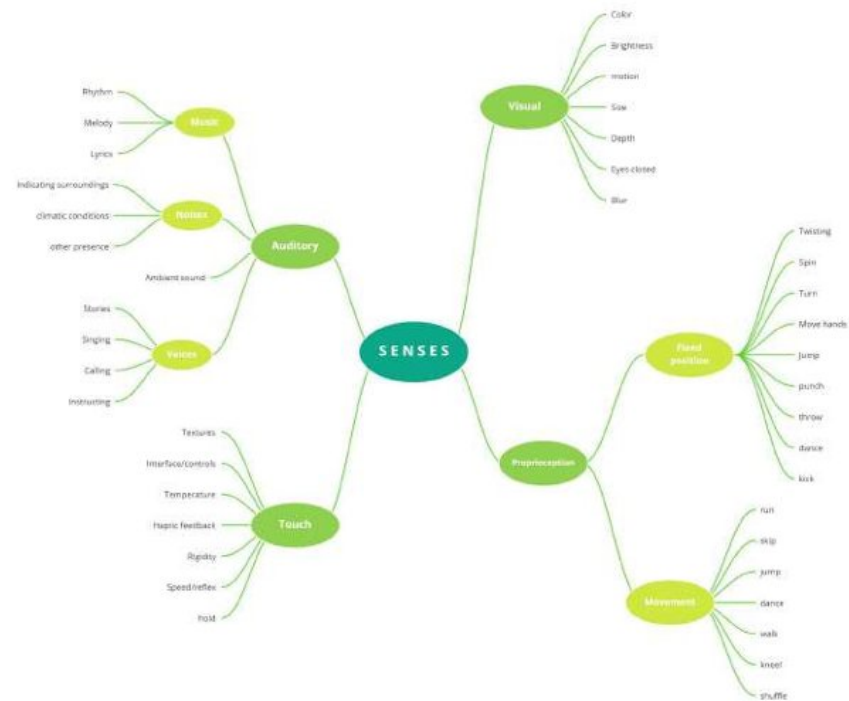 SENSES
Visual
Color
Brightness
motion
Size
Depth
Eyes closed
Blur
Auditory
Music
Rhythm
Melody
Lyrics
Noises
Indicating surroundings
climatic conditions
other presence
Ambient sound
Voices
Stories
Singing
Calling
Instructing
Touch
Textures
Interface/controls
Temperature
Haptic feedback
Rigidity
Speed/reflex
hold
Proprioception
Fixed
position
Twisting
Spin
Turn
Move hands
Jump
punch
throw
dance
kick
Movement
run
skip
jump
dance
walk
kneel
shuffle